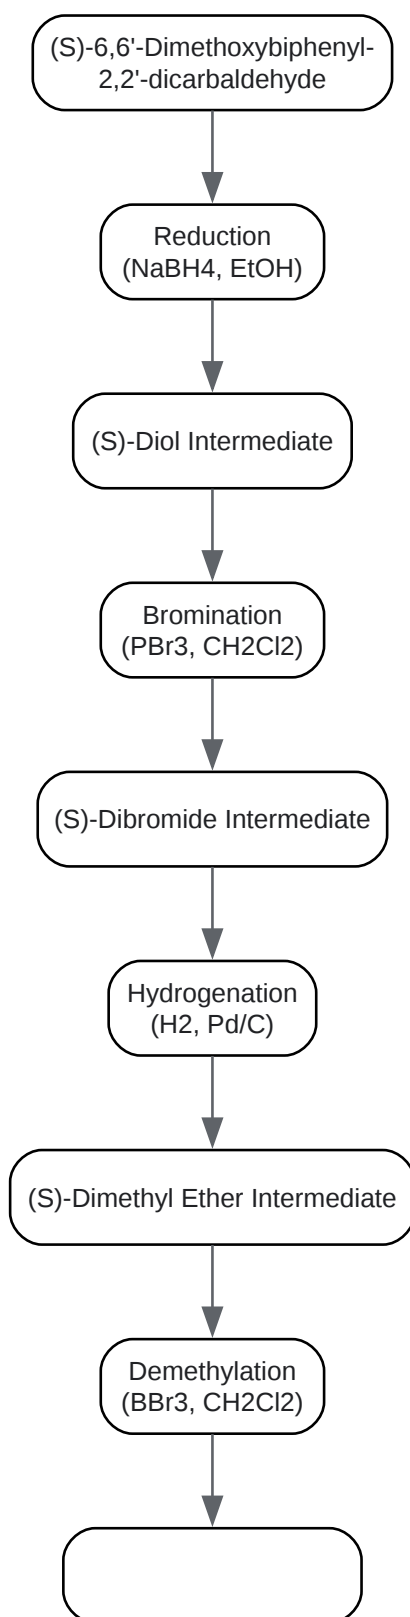 (S)-6,6'-Dimethoxybiphenyl-
2,2'-dicarbaldehyde
Reduction
(NaBH4, EtOH)
(S)-Diol Intermediate
Bromination
(PBr3, CH2Cl2)
(S)-Dibromide Intermediate
Hydrogenation
(H2, Pd/C)
(S)-Dimethyl Ether Intermediate
Demethylation
(BBr3, CH2Cl2)